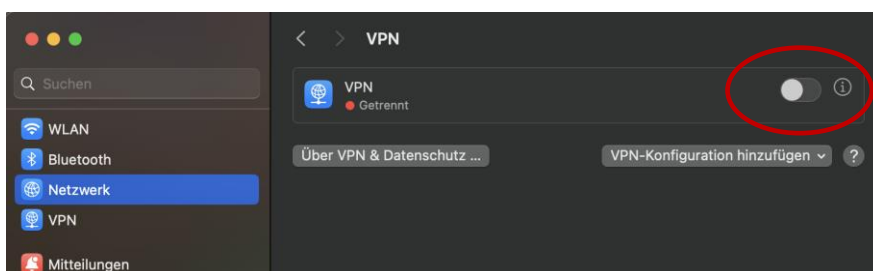 VPN
Suchen
VPN
Getrennt
WLAN
Bluetooth
Über VPN & Datenschutz ...
VPN-Konfiguration hinzufügen
?
Netzwerk
VPN
Mitteilungen